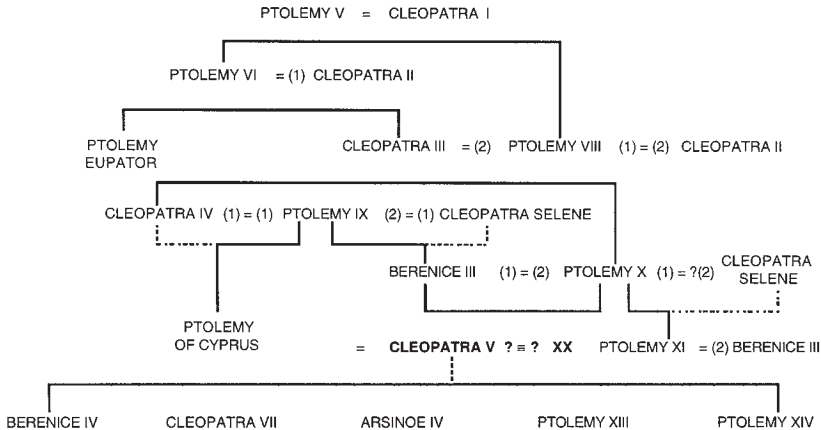 PTOLEMY V = CLEOPATRA I
PTOLEMY VI = (1) CLEOPATRA II
PTOLEMY
EUPATOR
CLEOPATRA III = (2) PTOLEMY VIII (1) = (2) CLEOPATRA II
CLEOPATRA IV (1) = (1) PTOLEMY IX (2) = (1) CLEOPATRA SELENE
BERENICE III (1) = (2) PTOLEMY X (1) = ?(2) CLEOPATRA
SELENE
PTOLEMY
OF CYPRUS
= CLEOPATRA V ? = ? XX PTOLEMY XI = (2) BERENICE III
BERENICE IV CLEOPATRA VII ARSINOE IV PTOLEMY XIII PTOLEMY XIV